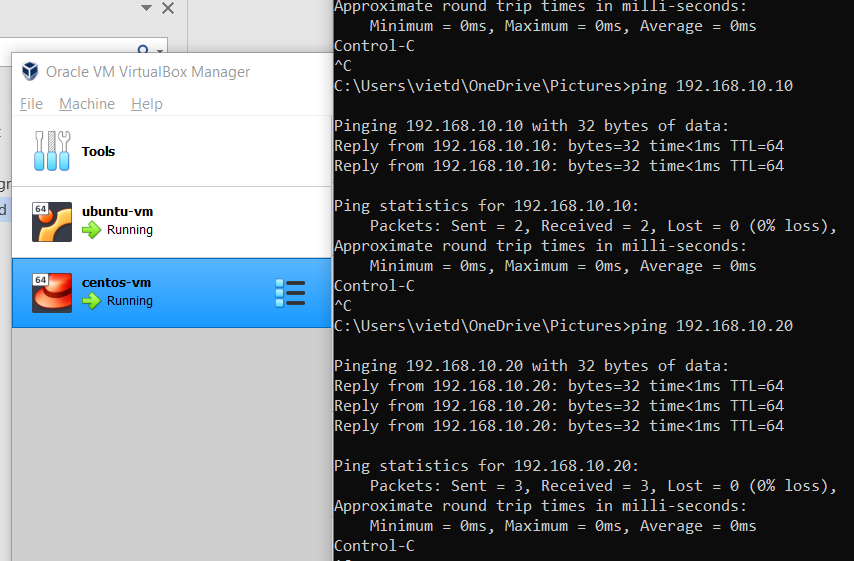 Oracle VM VirtualBox Manager
File Machine Help
Tools
64
ubuntu-vm
Running
64
centos-vm
Running
Approximate round trip times in milli-seconds:
    Minimum = 0ms, Maximum = 0ms, Average = 0ms
Control-C
^C
C:\Users\vietd\OneDrive\Pictures>ping 192.168.10.10
Pinging 192.168.10.10 with 32 bytes of data:
Reply from 192.168.10.10: bytes=32 time<1ms TTL=64
Reply from 192.168.10.10: bytes=32 time<1ms TTL=64
Ping statistics for 192.168.10.10:
    Packets: Sent = 2, Received = 2, Lost = 0 (0% loss),
Approximate round trip times in milli-seconds:
    Minimum = 0ms, Maximum = 0ms, Average = 0ms
Control-C
^C
C:\Users\vietd\OneDrive\Pictures>ping 192.168.10.20
Pinging 192.168.10.20 with 32 bytes of data:
Reply from 192.168.10.20: bytes=32 time<1ms TTL=64
Reply from 192.168.10.20: bytes=32 time<1ms TTL=64
Reply from 192.168.10.20: bytes=32 time<1ms TTL=64
Ping statistics for 192.168.10.20:
    Packets: Sent = 3, Received = 3, Lost = 0 (0% loss),
Approximate round trip times in milli-seconds:
    Minimum = 0ms, Maximum = 0ms, Average = 0ms
Control-C